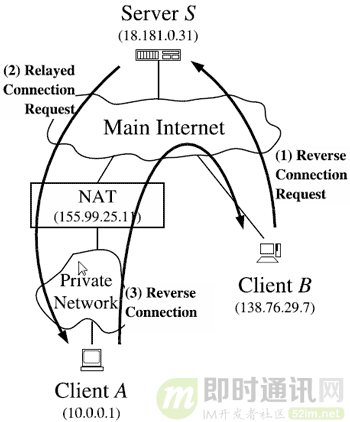 Server S
(18.181.0.31)
(2) Relayed
Connection
Request
Main Internet
(1) Reverse
Connection
Request
NAT
(155.99.25.11)
Private
Network
(3) Reverse
Connection
Client B
(138.76.29.7)
Client A
(10.0.0.1)
即时通讯网
IM开发者社区 52im.net